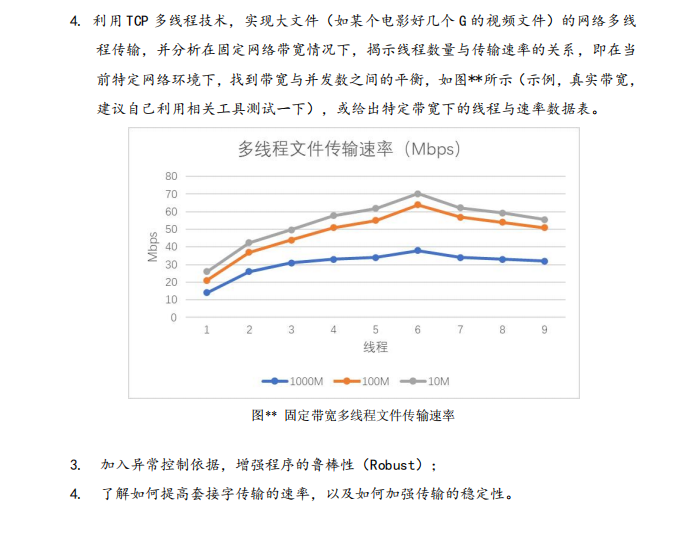 4. 利用 TCP 多线程技术，实现大文件（如某个电影好几个 G 的视频文件）的网络多线
程传输，并分析在固定网络带宽情况下，揭示线程数量与传输速率的关系，即在当
前特定网络环境下，找到带宽与并发数之间的平衡，如图**所示（示例，真实带宽，
建议自己利用相关工具测试一下），或给出特定带宽下的线程与速率数据表。
多线程文件传输速率（Mbps）
80
70
60
50
40
30
20
10
0
Mbps
1 2 3 4 5 6 7 8 9
线程
1000M 100M 10M
图** 固定带宽多线程文件传输速率
3. 加入异常控制依据，增强程序的鲁棒性（Robust）；
4. 了解如何提高套接字传输的速率，以及如何加强传输的稳定性。